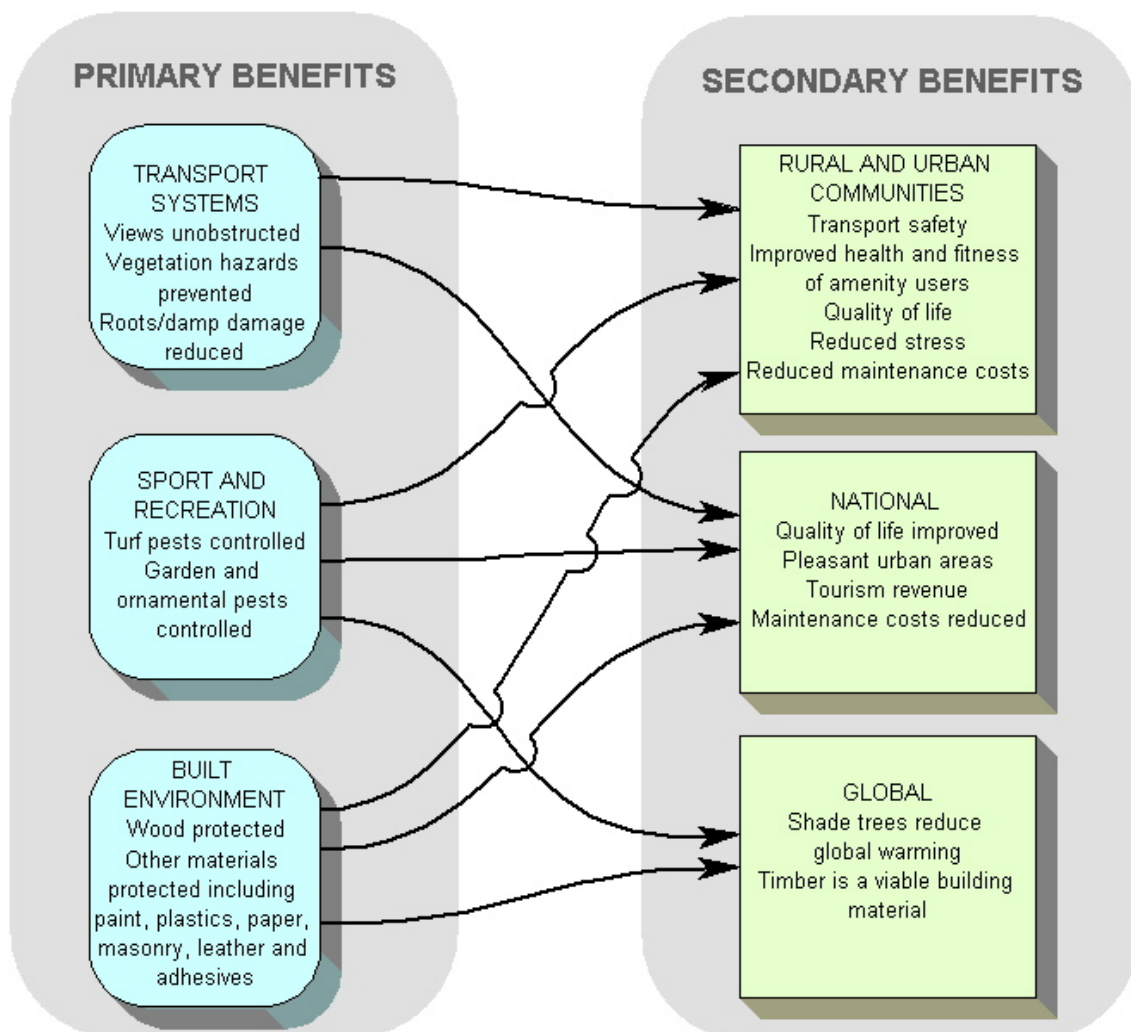 PRIMARY BENEFITS
TRANSPORT
SYSTEMS
Views unobstructed
Vegetation hazards
prevented
Roots/damp damage
reduced
SPORT AND
RECREATION
Turf pests controlled
Garden and
ornamental pests
controlled
BUILT
ENVIRONMENT
Wood protected
Other materials
protected including
paint, plastics, paper,
masonry, leather and
adhesives
SECONDARY BENEFITS
RURAL AND URBAN
COMMUNITIES
Transport safety
Improved health and fitness
of amenity users
Quality of life
Reduced stress
Reduced maintenance costs
NATIONAL
Quality of life improved
Pleasant urban areas
Tourism revenue
Maintenance costs reduced
GLOBAL
Shade trees reduce
global warming
Timber is a viable building
material